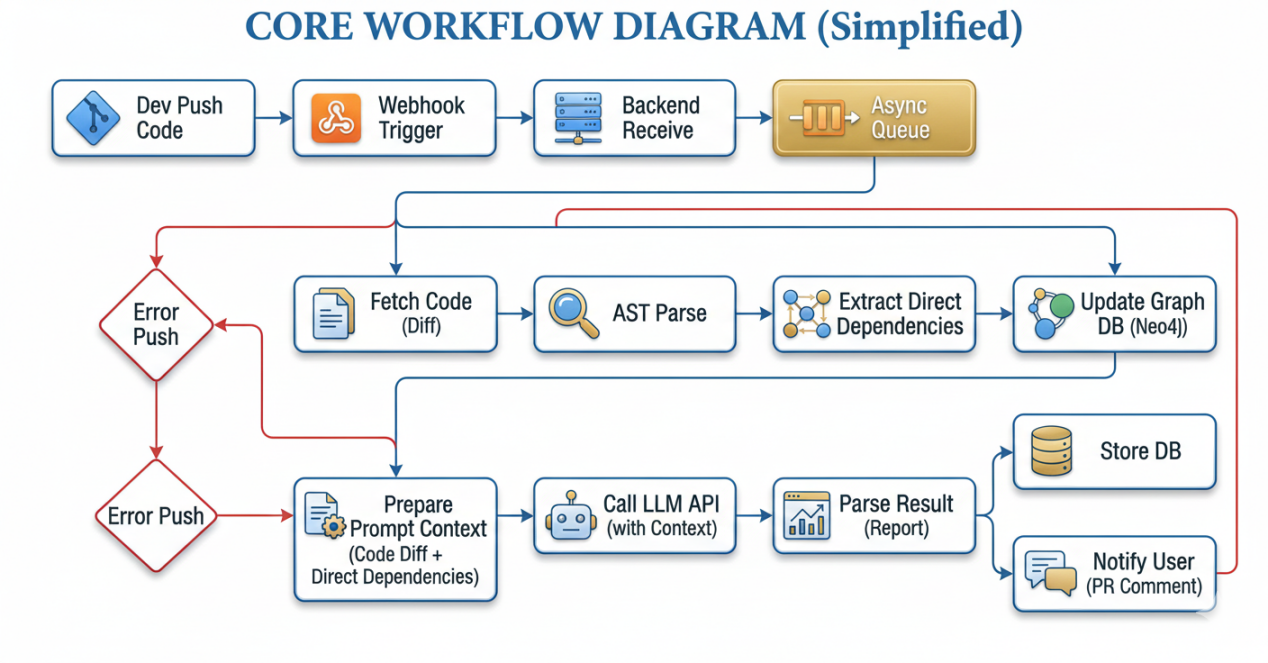 CORE WORKFLOW DIAGRAM (Simplified)
Dev Push
Code
Webhook
Trigger
Backend
Receive
Async
Queue
Error
Push
Fetch Code
(Diff)
AST Parse
Extract Direct
Dependencies
Update Graph
DB (Neo4j)
Error Push
Prepare
Prompt Context
(Code Diff +
Direct Dependencies)
Call LLM API
(with Context)
Parse Result
(Report)
Store DB
Notify User
(PR Comment)